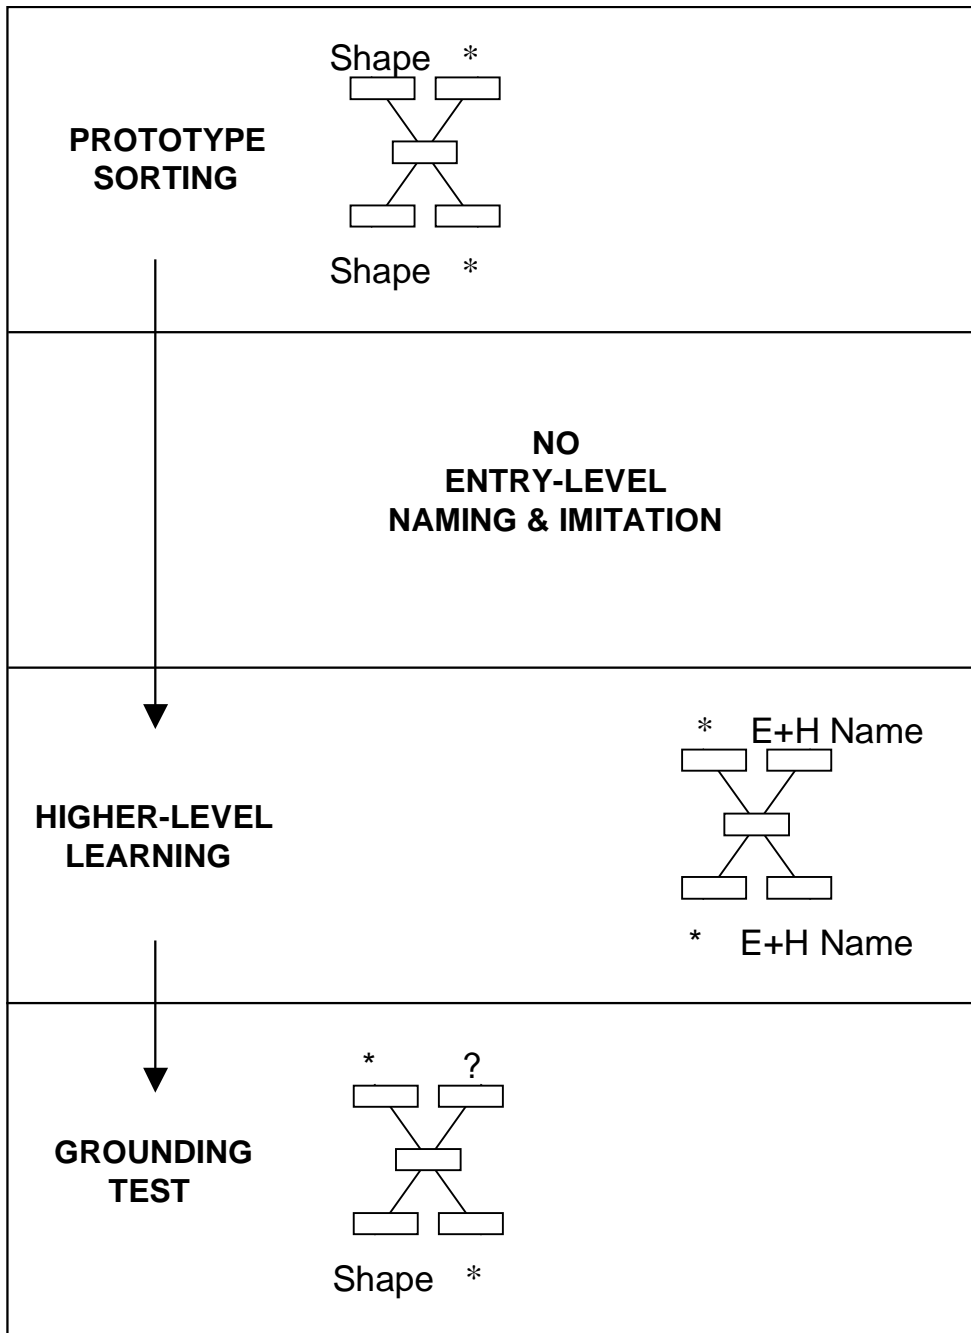 Shape *
PROTOTYPE
SORTING
Shape *
NO
ENTRY-LEVEL
NAMING & IMITATION
* E+H Name
HIGHER-LEVEL
LEARNING
* E+H Name
* ?
GROUNDING
TEST
Shape *